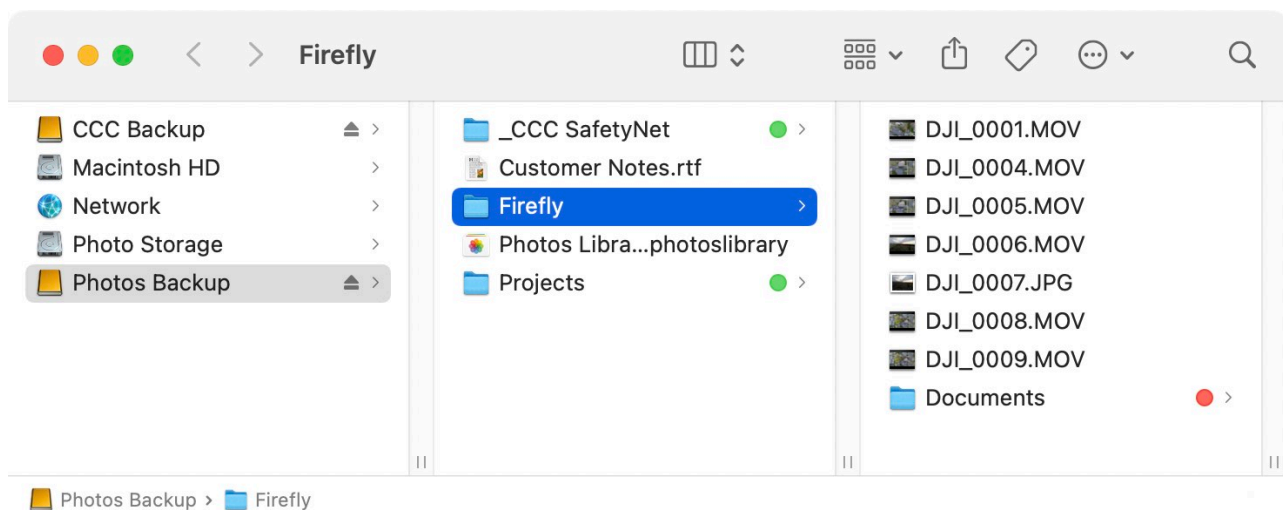 Firefly
CCC Backup
Macintosh HD
Network
Photo Storage
Photos Backup
_CCC SafetyNet
Customer Notes.rtf
Firefly
Photos Libra...photoslibrary
Projects
DJI_0001.MOV
DJI_0004.MOV
DJI_0005.MOV
DJI_0006.MOV
DJI_0007.JPG
DJI_0008.MOV
DJI_0009.MOV
Documents
Photos Backup › Firefly